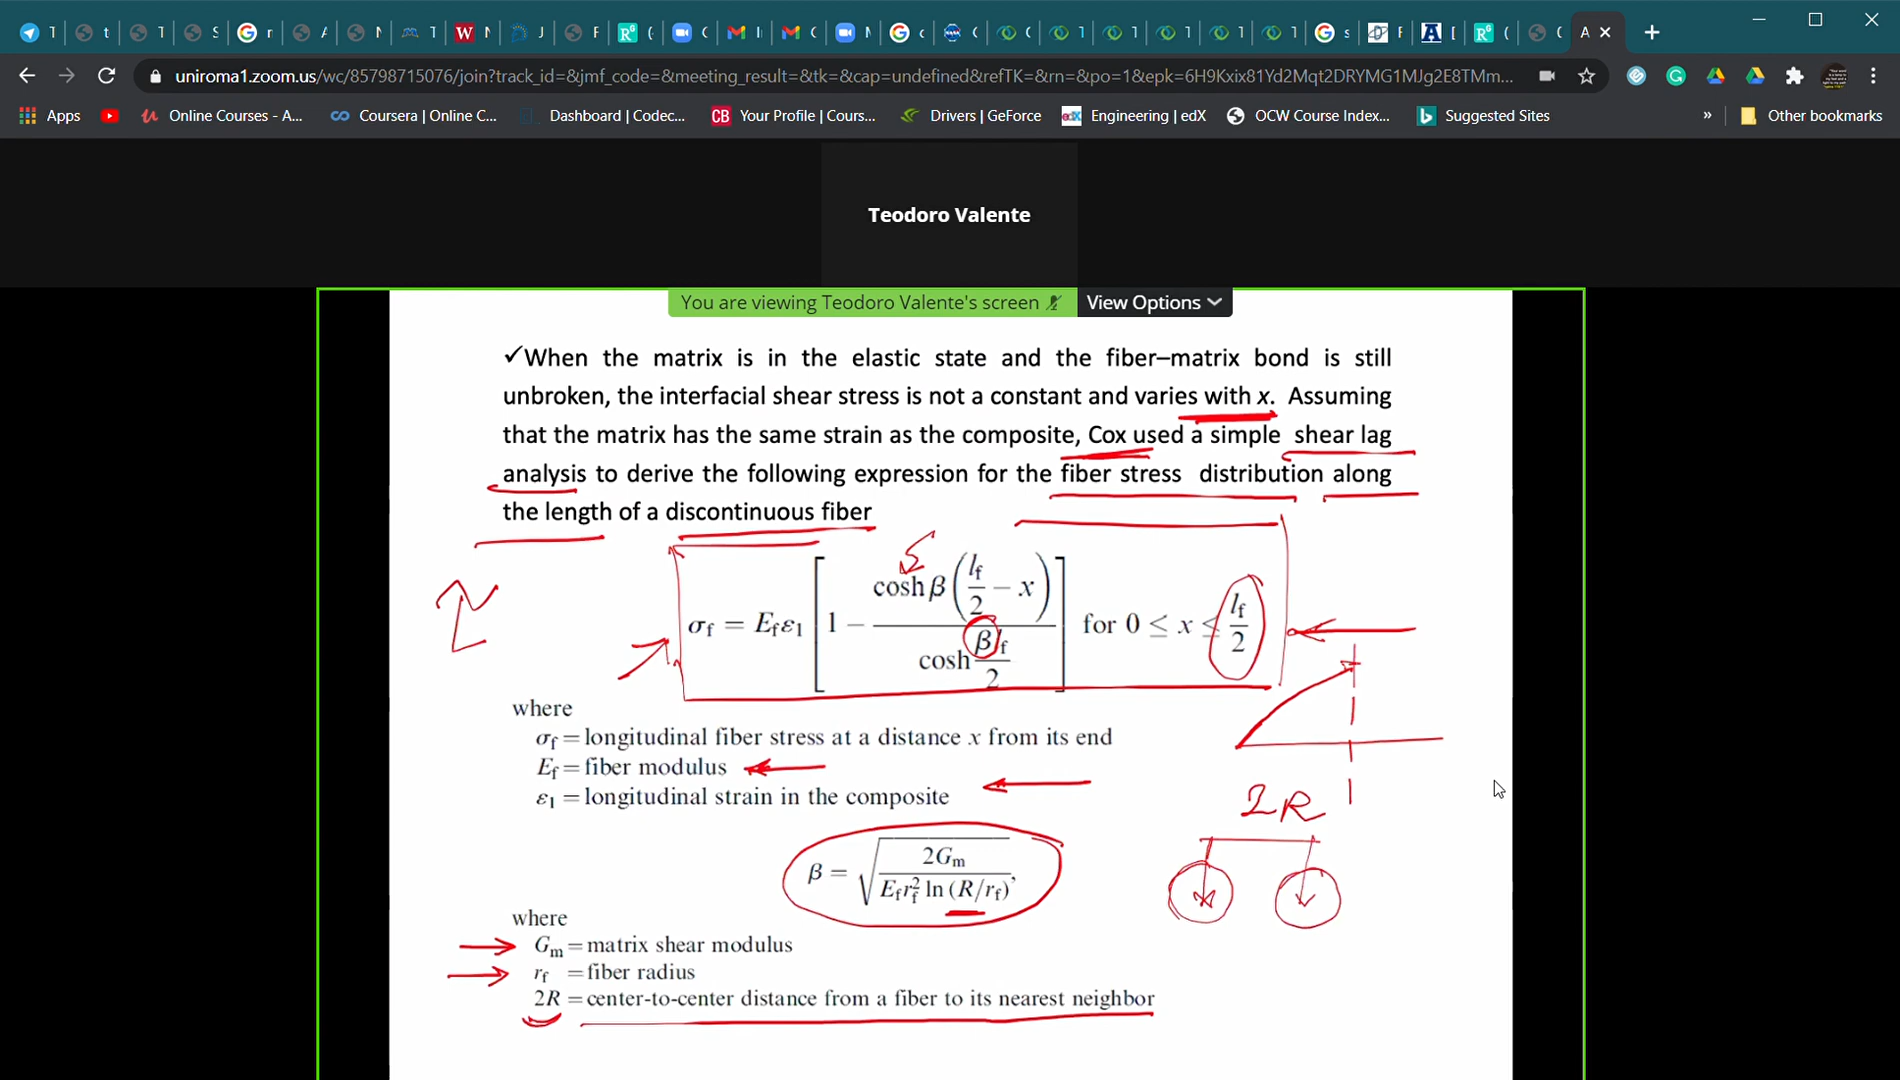 T t T S r A N T W N J F R⁰ ( C I C M c C C T T T T s F [ ( C A
uniroma1.zoom.us/wc/85798715076/join?track_id=&jmf_code=&meeting_result=&tk=&cap=undefined&refTK=&rn=&po=1&epk=6H9Kxix81Yd2Mqt2DRYMG1MJg2E8TMm...
Apps Online Courses - A... Coursera | Online C... Dashboard | Codec... CB Your Profile | Cours... Drivers | GeForce edX Engineering | edX OCW Course Index... Suggested Sites » Other bookmarks
Teodoro Valente
You are viewing Teodoro Valente's screen View Options
✓When the matrix is in the elastic state and the fiber–matrix bond is still
unbroken, the interfacial shear stress is not a constant and varies with x. Assuming
that the matrix has the same strain as the composite, Cox used a simple shear lag
analysis to derive the following expression for the fiber stress distribution along
the length of a discontinuous fiber
σf = Efε1 [1 − cosh β (lf/2 − x) / cosh βlf/2] for 0 ≤ x ≤ lf/2
where
σf = longitudinal fiber stress at a distance x from its end
Ef = fiber modulus
ε1 = longitudinal strain in the composite
2R
β = √(2Gm / Efrf² ln (R/rf)),
where
Gm = matrix shear modulus
rf = fiber radius
2R = center-to-center distance from a fiber to its nearest neighbor